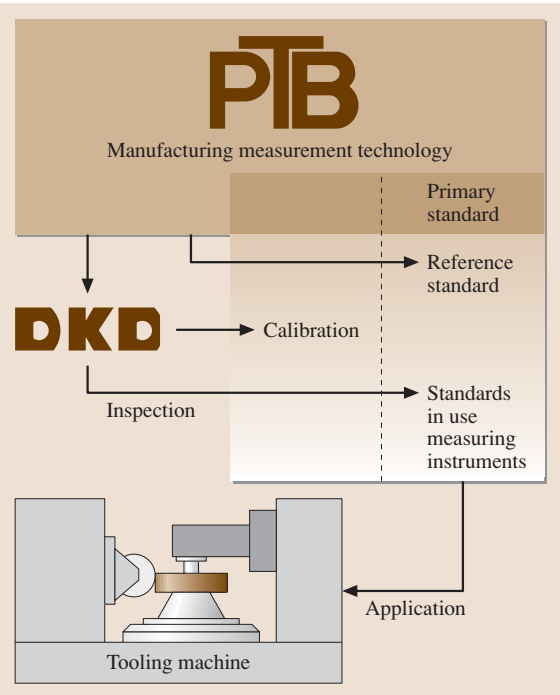 PTB
Manufacturing measurement technology
Primary
standard
Reference
standard
DKD
Calibration
Inspection
Standards
in use
measuring
instruments
Application
Tooling machine